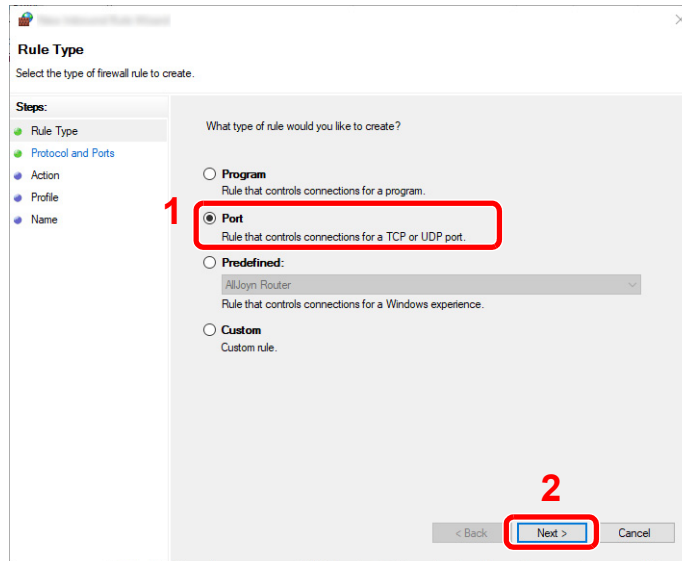 Rule Type
Select the type of firewall rule to create.
Steps:
Rule Type
Protocol and Ports
Action
Profile
Name
What type of rule would you like to create?
Program
Rule that controls connections for a program.
1
Port
Rule that controls connections for a TCP or UDP port.
Predefined:
AllJoyn Router
Rule that controls connections for a Windows experience.
Custom
Custom rule.
2
< Back Next > Cancel